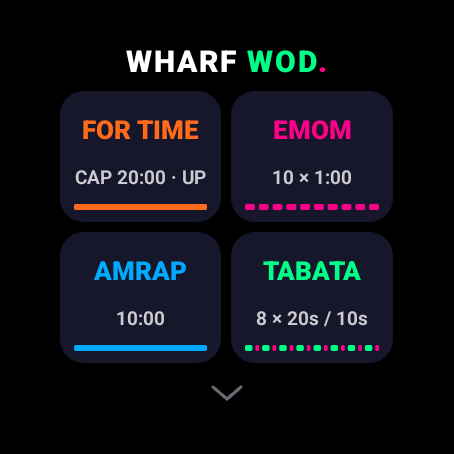 WHARF WOD.
FOR TIME
CAP 20:00 · UP
EMOM
10 × 1:00
AMRAP
10:00
TABATA
8 × 20s / 10s